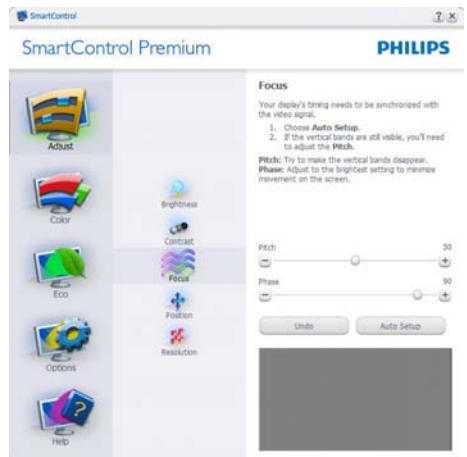 SmartControl
SmartControl Premium
PHILIPS
Adjust
Color
Eco
Options
Help
Brightness
Contrast
Focus
Position
Resolution
Focus
Your display's timing needs to be synchronized with
the video signal.
1. Choose Auto Setup.
2. If the vertical bands are still visible, you'll need
to adjust the Pitch.
Pitch: Try to make the vertical bands disappear.
Phase: Adjust to the brightest setting to minimize
movement on the screen.
Pitch 50
Phase 90
Undo Auto Setup